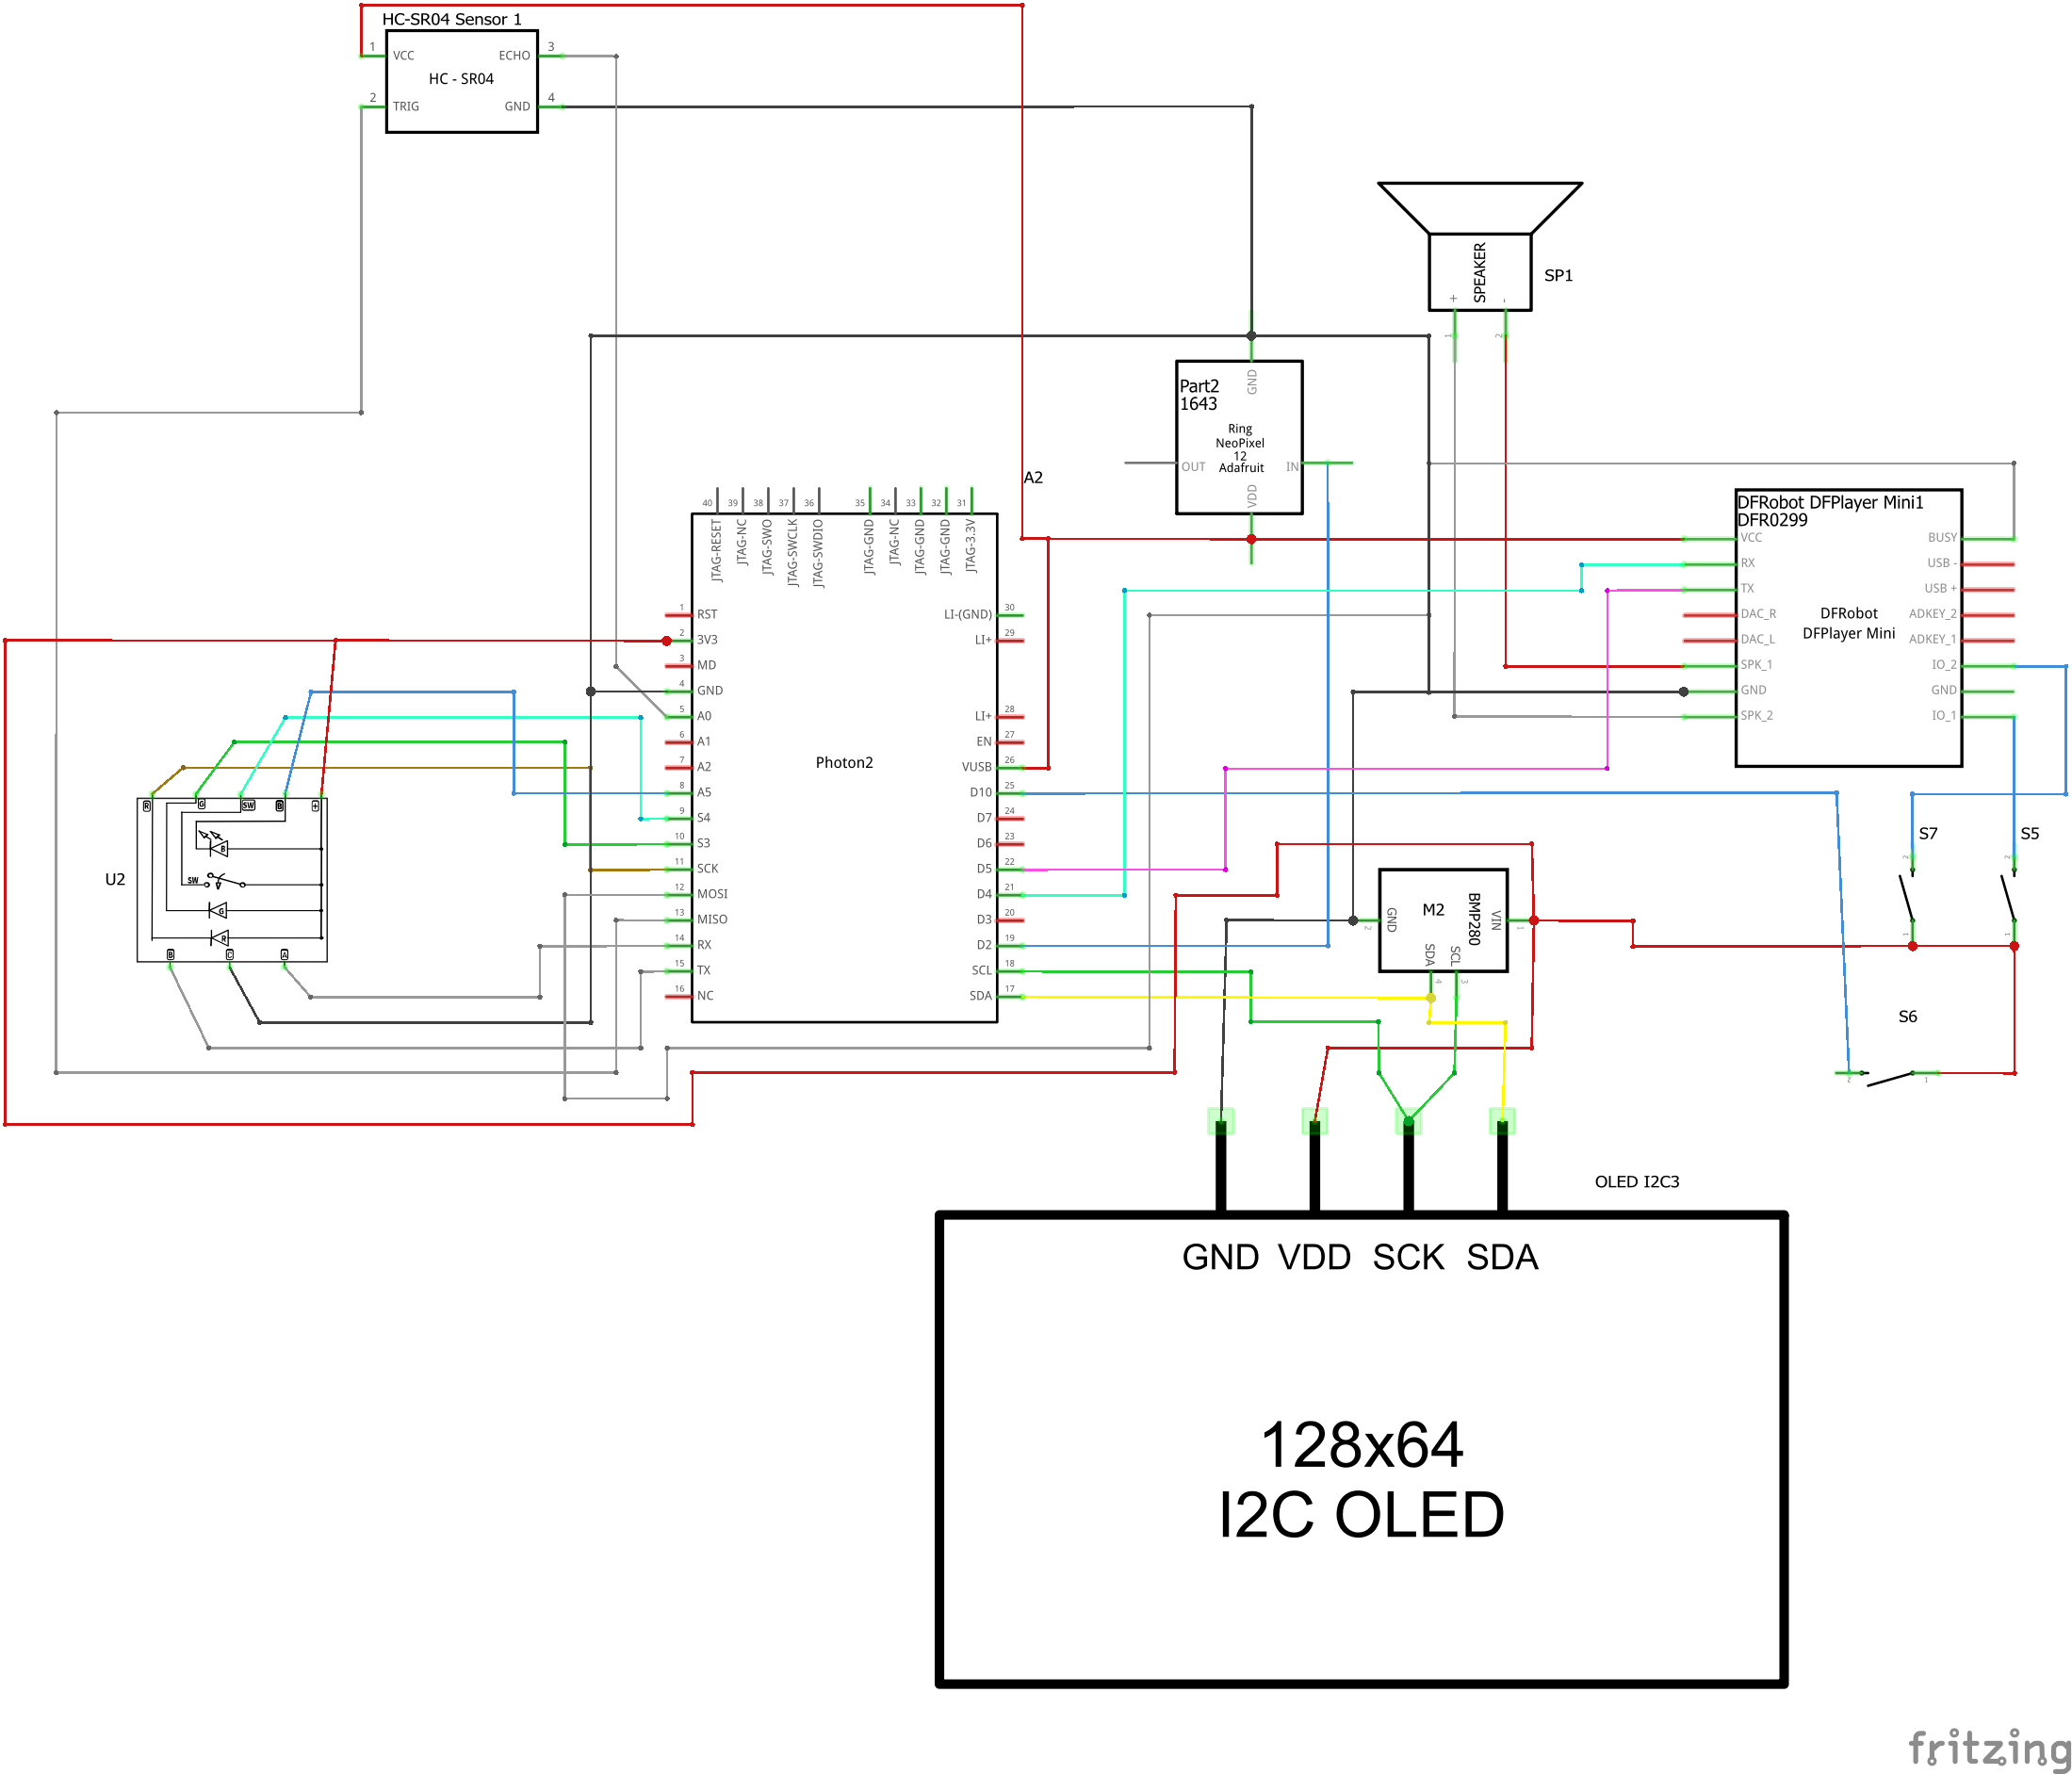 HC-SR04 Sensor 1
1
VCC
ECHO
3
HC - SR04
2
TRIG
GND
4
SPEAKER
SP1
+
-
1
2
Part2
1643
GND
Ring
NeoPixel
12
Adafruit
OUT
IN
VDD
A2
40
39
38
37
36
35
34
33
32
31
JTAG-RESET
JTAG-NC
JTAG-SWO
JTAG-SWCLK
JTAG-SWDIO
JTAG-GND
JTAG-NC
JTAG-GND
JTAG-GND
JTAG-3.3V
1 RST
2 3V3
3 MD
4 GND
5 A0
6 A1
7 A2
8 A5
9 S4
10 S3
11 SCK
12 MOSI
13 MISO
14 RX
15 TX
16 NC
Photon2
LI-(GND) 30
LI+ 29
LI+ 28
EN 27
VUSB 26
D10 25
D7 24
D6 23
D5 22
D4 21
D3 20
D2 19
SCL 18
SDA 17
DFRobot DFPlayer Mini1
DFR0299
VCC
RX
TX
DAC_R
DAC_L
SPK_1
GND
SPK_2
DFRobot
DFPlayer Mini
BUSY
USB -
USB +
ADKEY_2
ADKEY_1
IO_2
GND
IO_1
U2
R
G
SW
B
+
B
SW
G
R
B
C
A
M2
BMP280
GND
2
VIN
1
SDA
4
SCL
3
S7
2
1
S5
2
1
S6
2
1
OLED I2C3
GND VDD SCK SDA
128x64
I2C OLED
fritzing